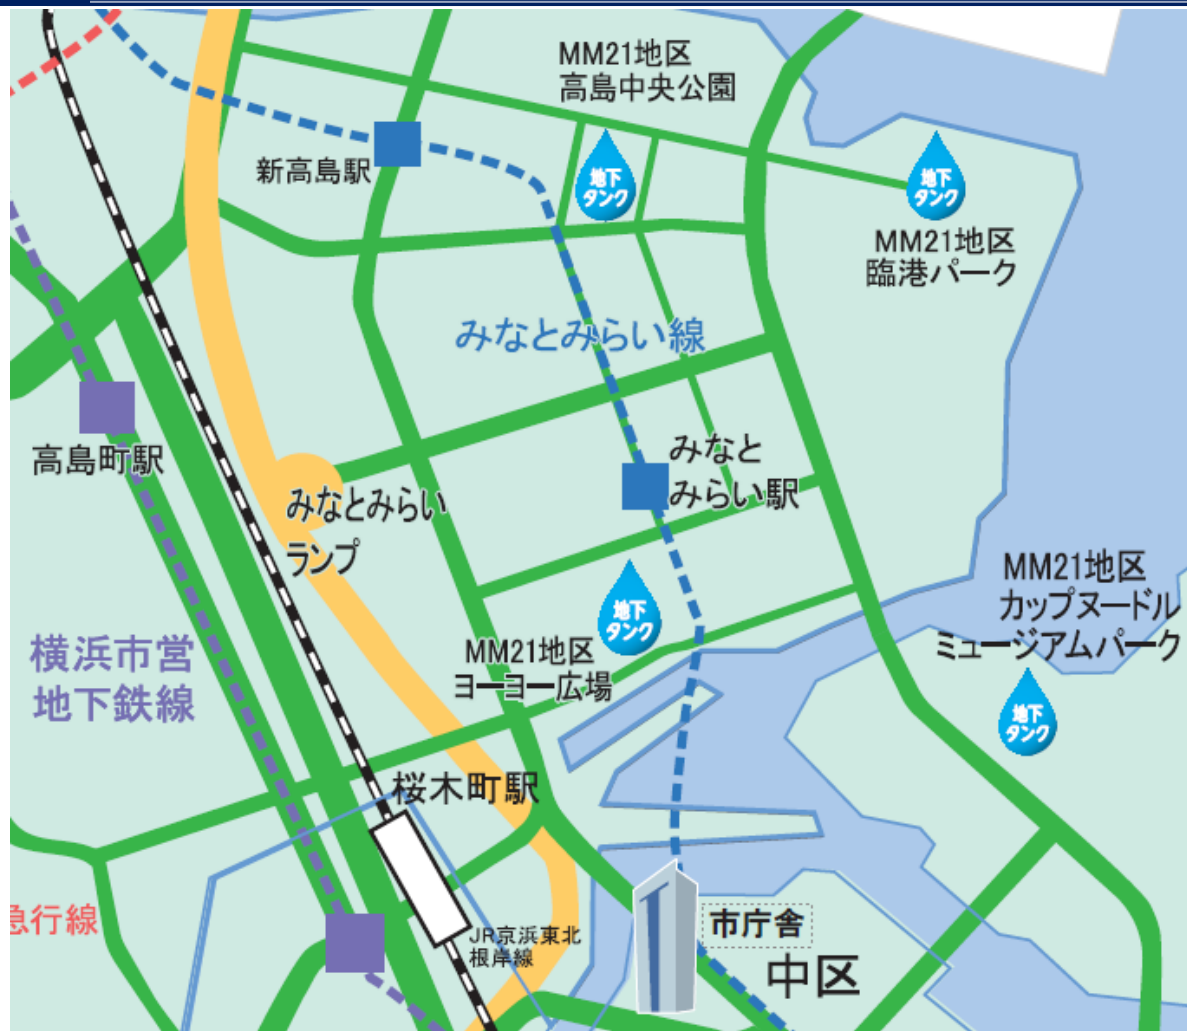 MM21地区
高島中央公園
新高島駅
地下
タンク
地下
タンク
MM21地区
臨港パーク
みなとみらい線
高島町駅
みなと
みらい駅
みなとみらい
ランプ
MM21地区
カップヌードル
ミュージアムパーク
地下
タンク
横浜市営
地下鉄線
MM21地区
ヨーヨー広場
地下
タンク
桜木町駅
急行線
JR京浜東北
根岸線
市庁舎
中区